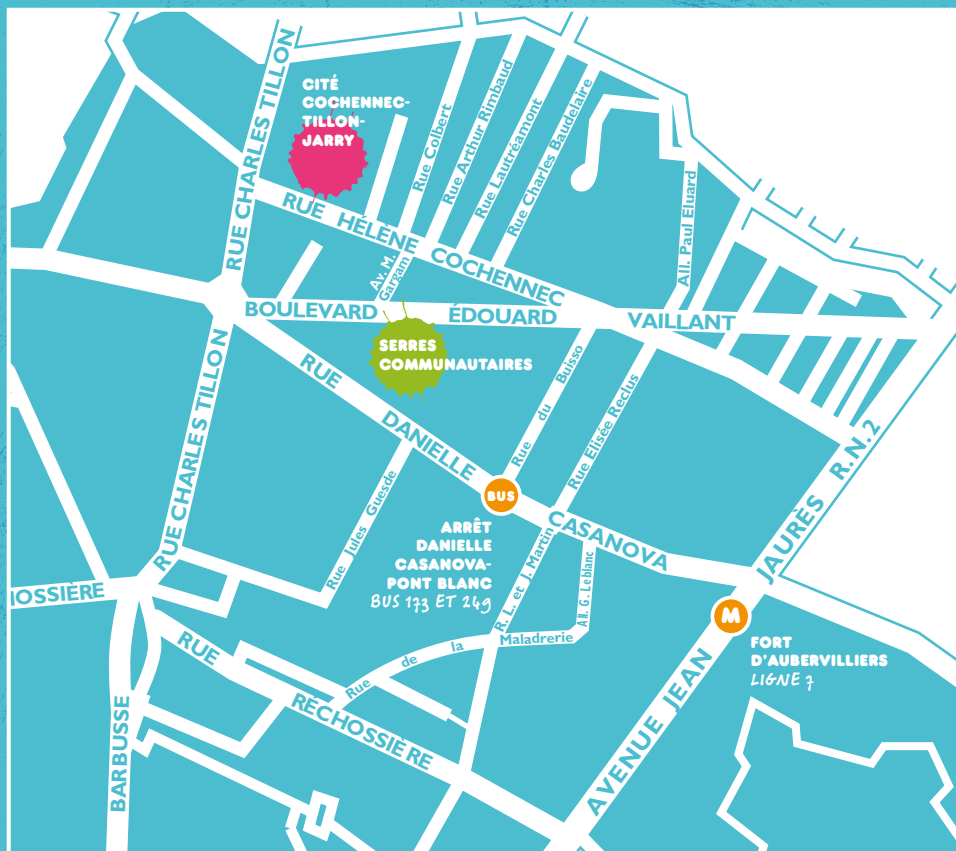 CITÉ
COCHENNEC-
TILLON-
JARRY
RUE CHARLES TILLON
Rue Colbert
Rue Arthur Rimbaud
Rue Lautréamont
Rue Charles Baudelaire
All. Paul Eluard
RUE HÉLÈNE COCHENNEC
Av. M.
Gargam
BOULEVARD ÉDOUARD VAILLANT
SERRES
COMMUNAUTAIRES
RUE DANIELLE CASANOVA
Rue du Buisso
Rue Elisée Reclus
RUE CHARLES TILLON
Rue Jules Guesde
BUS
ARRÊT
DANIELLE
CASANOVA-
PONT BLANC
BUS 173 ET 249
R. L. et J. Martin
All. G. Leblanc
AVENUE JEAN JAURÈS R.N.2
M
FORT
D'AUBERVILLIERS
LIGNE 7
IOSSIÈRE
Rue de la Maladrerie
RUE RÉCHOSSIÈRE
BARBUSSE